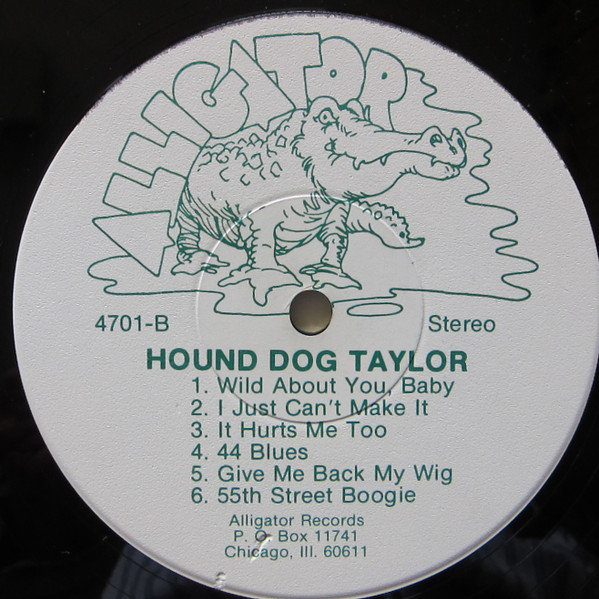 ALLIGATOR
4701-B Stereo
HOUND DOG TAYLOR
1. Wild About You, Baby
2. I Just Can't Make It
3. It Hurts Me Too
4. 44 Blues
5. Give Me Back My Wig
6. 55th Street Boogie
Alligator Records
P. O. Box 11741
Chicago, Ill. 60611